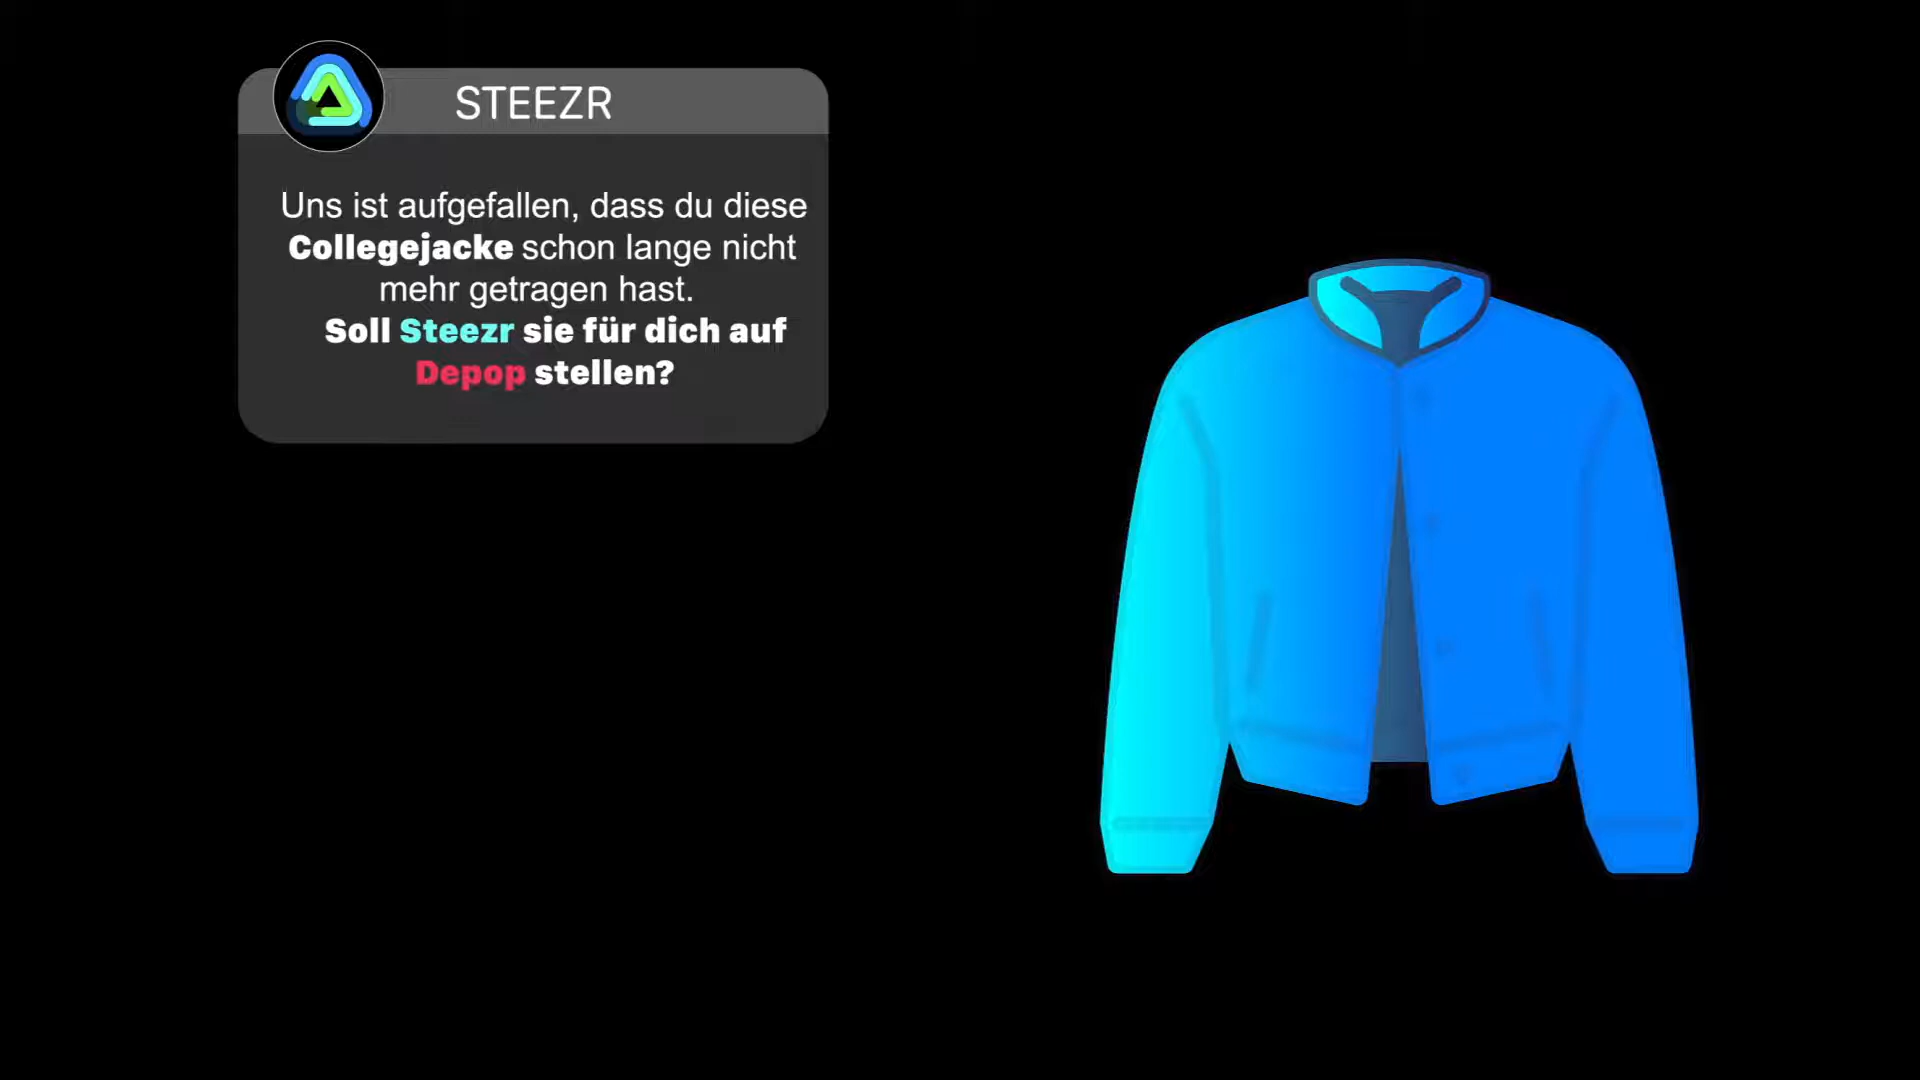 STEEZR
Uns ist aufgefallen, dass du diese
Collegejacke schon lange nicht
mehr getragen hast.
Soll Steezr sie für dich auf
Depop stellen?